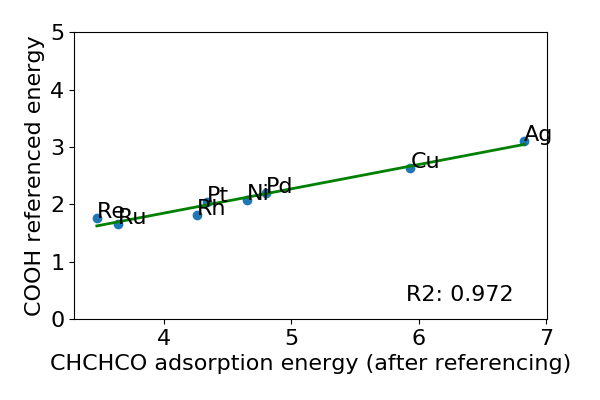 5
4
3
2
1
0
COOH referenced energy
Re
Ru
Rh
Pt
Ni
Pd
Cu
Ag
R2: 0.972
4
5
6
7
CHCHCO adsorption energy (after referencing)